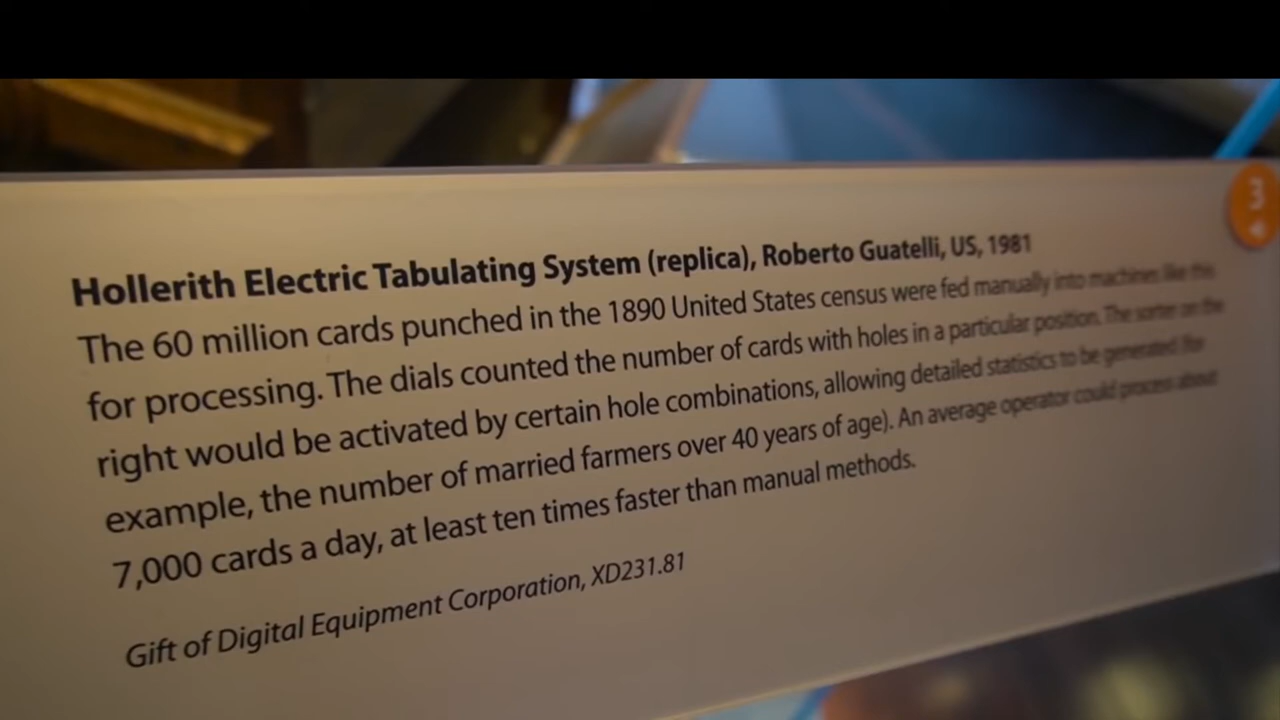 Hollerith Electric Tabulating System (replica), Roberto Guatelli, US, 1981
The 60 million cards punched in the 1890 United States census were fed manually into machines like this
for processing. The dials counted the number of cards with holes in a particular position. The sorter on the
right would be activated by certain hole combinations, allowing detailed statistics to be generated (for
example, the number of married farmers over 40 years of age). An average operator could process about
7,000 cards a day, at least ten times faster than manual methods.
Gift of Digital Equipment Corporation, XD231.81
3